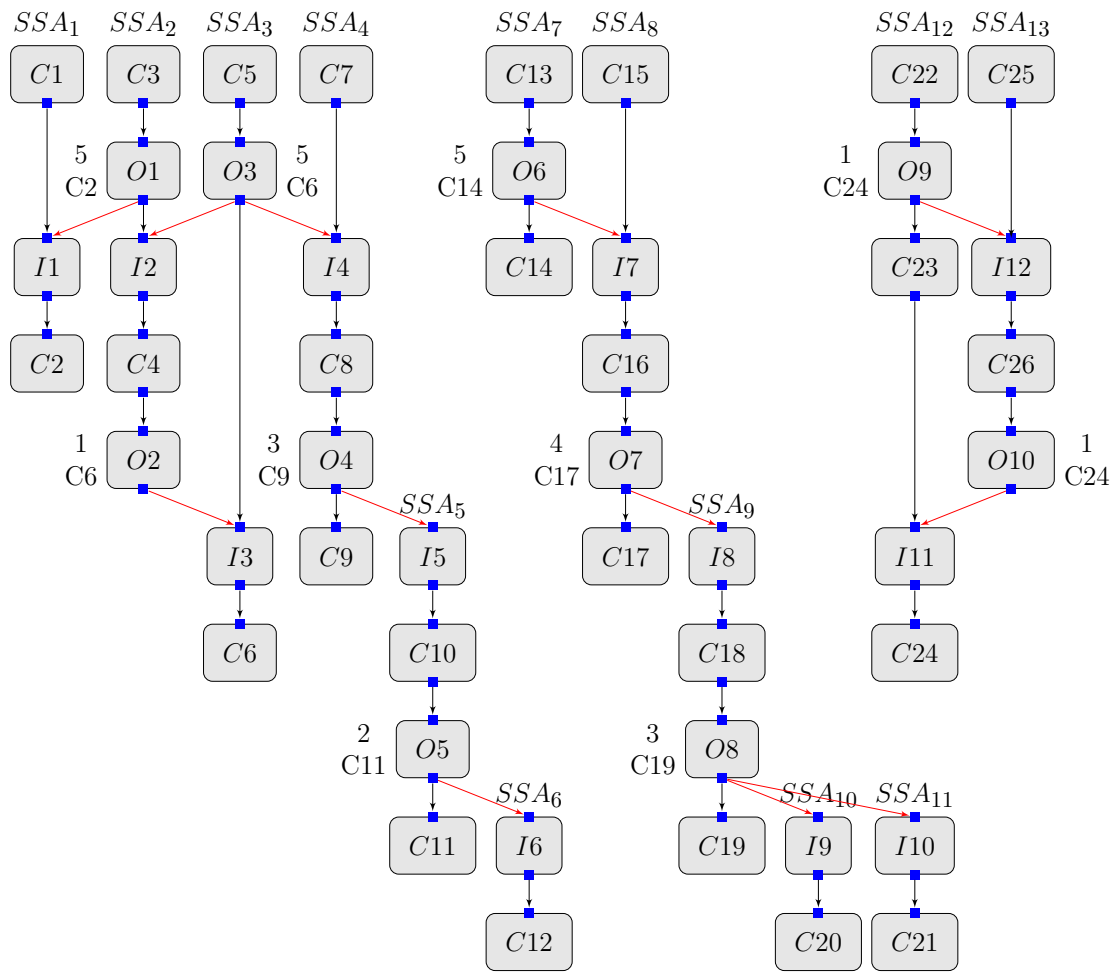 SSA1 SSA2 SSA3 SSA4 SSA7 SSA8 SSA12 SSA13
C1 C3 C5 C7 C13 C15 C22 C25
5 5 5 1
O1 O3 O6 O9
C2 C6 C14 C24
I1 I2 I4 C14 I7 C23 I12
C2 C4 C8 C16 C26
1 3 4 1
O2 O4 O7 O10
C6 C9 C17 C24
SSA5 SSA9
I3 C9 I5 C17 I8 I11
C6 C10 C18 C24
2 3
O5 O8
C11 C19
SSA6 SSA10 SSA11
C11 I6 C19 I9 I10
C12 C20 C21